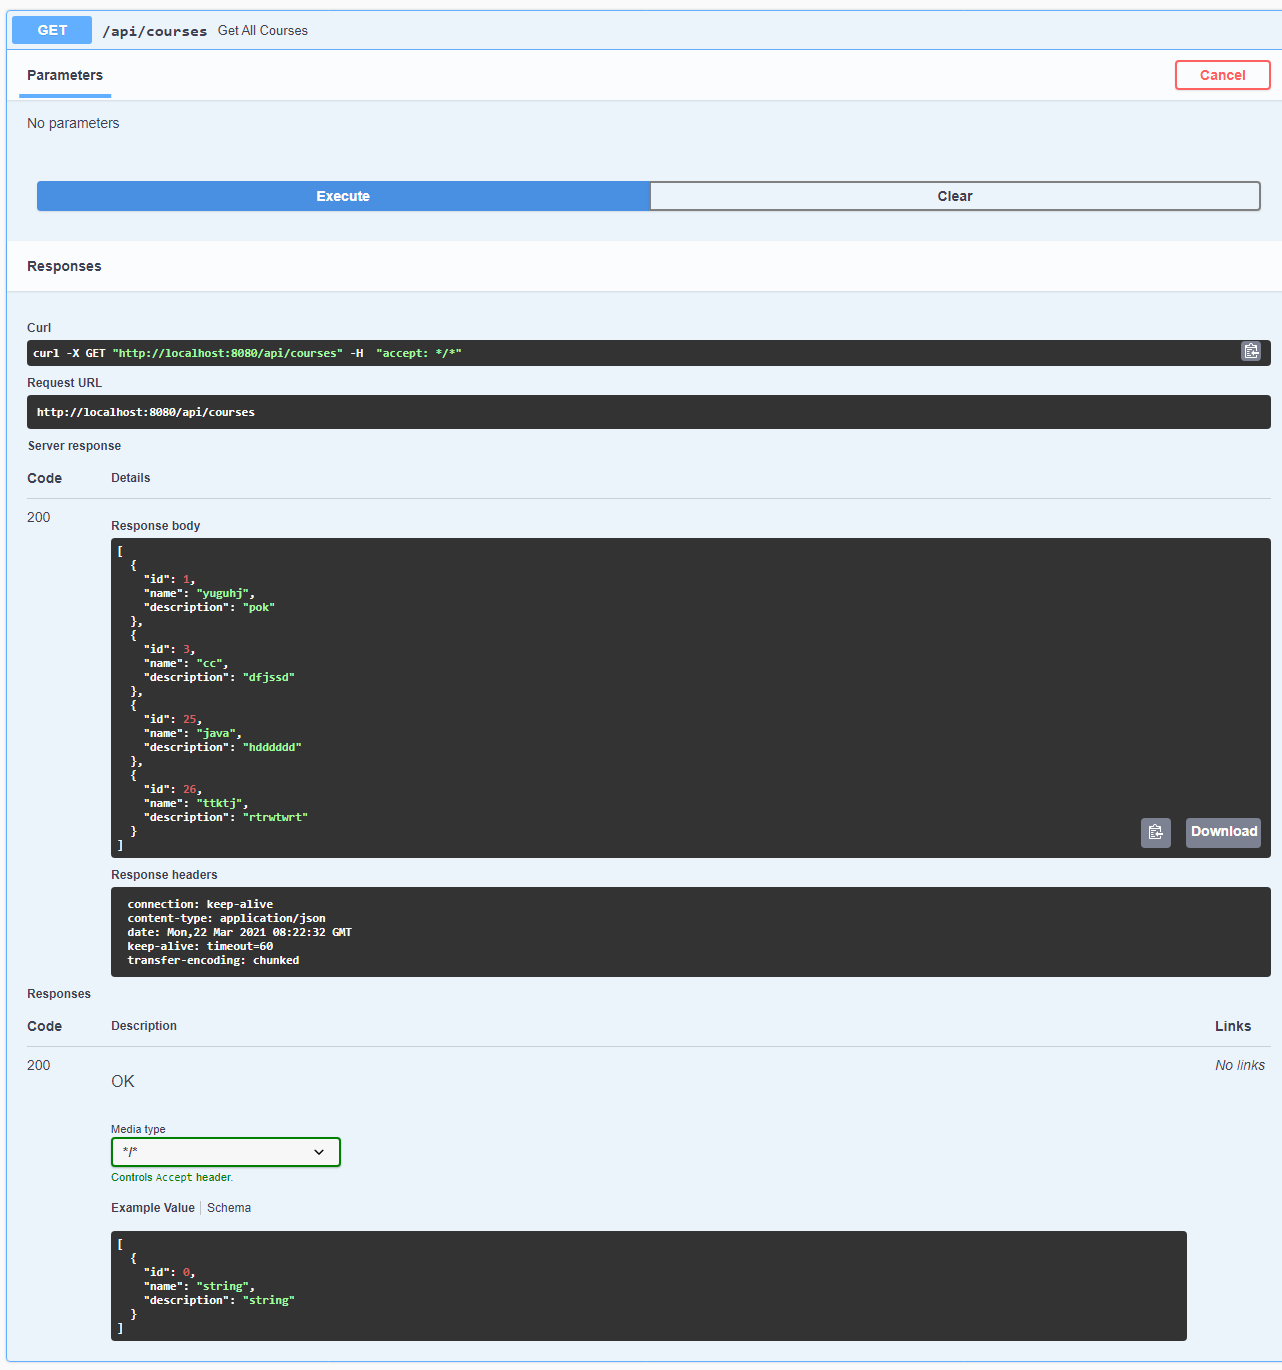 GET /api/courses Get All Courses
Parameters Cancel
No parameters
Execute Clear
Responses
Curl
curl -X GET "http://localhost:8080/api/courses" -H  "accept: */*"
Request URL
http://localhost:8080/api/courses
Server response
Code Details
200
Response body
[
  {
    "id": 1,
    "name": "yuguhj",
    "description": "pok"
  },
  {
    "id": 3,
    "name": "cc",
    "description": "dfjssd"
  },
  {
    "id": 25,
    "name": "java",
    "description": "hdddddd"
  },
  {
    "id": 26,
    "name": "ttktj",
    "description": "rtrwtwrt"
  }
]
Download
Response headers
connection: keep-alive
content-type: application/json
date: Mon,22 Mar 2021 08:22:32 GMT
keep-alive: timeout=60
transfer-encoding: chunked
Responses
Code Description Links
200 No links
OK
Media type
*/*
Controls Accept header.
Example Value Schema
[
  {
    "id": 0,
    "name": "string",
    "description": "string"
  }
]